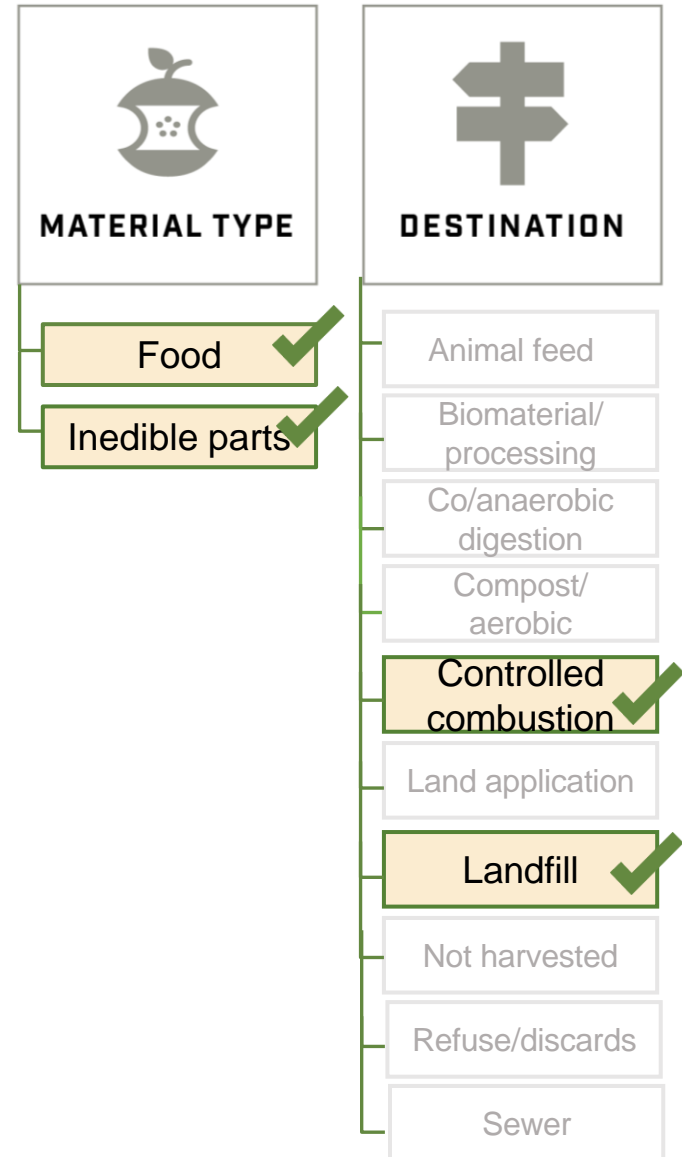 MATERIAL TYPE
Food
Inedible parts
DESTINATION
Animal feed
Biomaterial/
processing
Co/anaerobic
digestion
Compost/
aerobic
Controlled
combustion
Land application
Landfill
Not harvested
Refuse/discards
Sewer